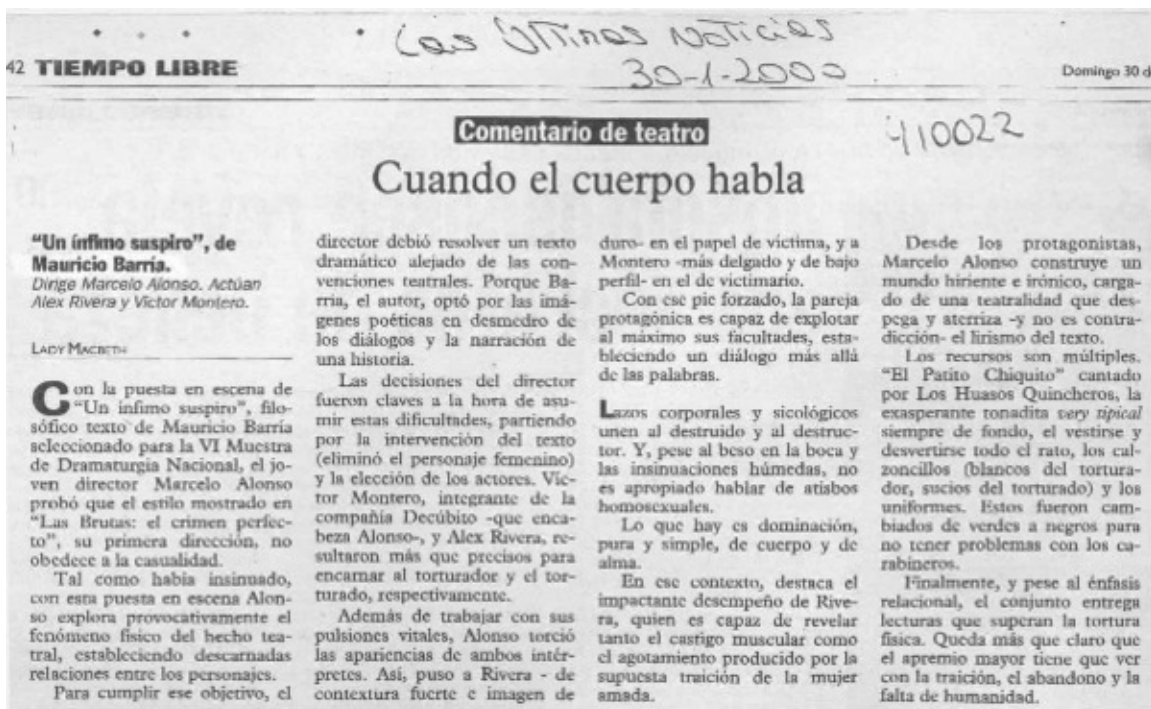 Las Últimas Noticias
30-1-2000
42 TIEMPO LIBRE
Domingo 30 d
410022
Comentario de teatro
Cuando el cuerpo habla
“Un ínfimo suspiro”, de
Mauricio Barría.
Dirige Marcelo Alonso. Actúan
Alex Rivera y Víctor Montero.
LADY MACBETH
Con la puesta en escena de
“Un ínfimo suspiro”, filo-
sófico texto de Mauricio Barría
seleccionado para la VI Muestra
de Dramaturgia Nacional, el jo-
ven director Marcelo Alonso
probó que el estilo mostrado en
“Las Brutas: el crimen perfec-
to”, su primera dirección, no
obedece a la casualidad.
Tal como había insinuado,
con esta puesta en escena Alon-
so explora provocativamente el
fenómeno físico del hecho tea-
tral, estableciendo descarnadas
relaciones entre los personajes.
Para cumplir ese objetivo, el
director debió resolver un texto
dramático alejado de las con-
venciones teatrales. Porque Ba-
rría, el autor, optó por las imá-
genes poéticas en desmedro de
los diálogos y la narración de
una historia.
Las decisiones del director
fueron claves a la hora de asu-
mir estas dificultades, partiendo
por la intervención del texto
(eliminó el personaje femenino)
y la elección de los actores. Víc-
tor Montero, integrante de la
compañía Decúbito -que enca-
beza Alonso-, y Alex Rivera, re-
sultaron más que precisos para
encarnar al torturador y el tor-
turado, respectivamente.
Además de trabajar con sus
pulsiones vitales, Alonso torció
las apariencias de ambos intér-
pretes. Así, puso a Rivera - de
contextura fuerte e imagen de
duro- en el papel de víctima, y a
Montero -más delgado y de bajo
perfil- en el de victimario.
Con ese pie forzado, la pareja
protagónica es capaz de explotar
al máximo sus facultades, esta-
bleciendo un diálogo más allá
de las palabras.
Lazos corporales y sicológicos
unen al destruido y al destruc-
tor. Y, pese al beso en la boca y
las insinuaciones húmedas, no
es apropiado hablar de atisbos
homosexuales.
Lo que hay es dominación,
pura y simple, de cuerpo y de
alma.
En ese contexto, destaca el
impactante desempeño de Rive-
ra, quien es capaz de revelar
tanto el castigo muscular como
el agotamiento producido por la
supuesta traición de la mujer
amada.
Desde los protagonistas,
Marcelo Alonso construye un
mundo hiriente e irónico, carga-
do de una teatralidad que des-
pega y aterriza -y no es contra-
dicción- el lirismo del texto.
Los recursos son múltiples.
“El Patito Chiquito” cantado
por Los Huasos Quincheros, la
exasperante tonadita very tipical
siempre de fondo, el vestirse y
desvertirse todo el rato, los cal-
zoncillos (blancos del tortura-
dor, sucios del torturado) y los
uniformes. Estos fueron cam-
biados de verdes a negros para
no tener problemas con los ca-
rabineros.
Finalmente, y pese al énfasis
relacional, el conjunto entrega
lecturas que superan la tortura
física. Queda más que claro que
el apremio mayor tiene que ver
con la traición, el abandono y la
falta de humanidad.